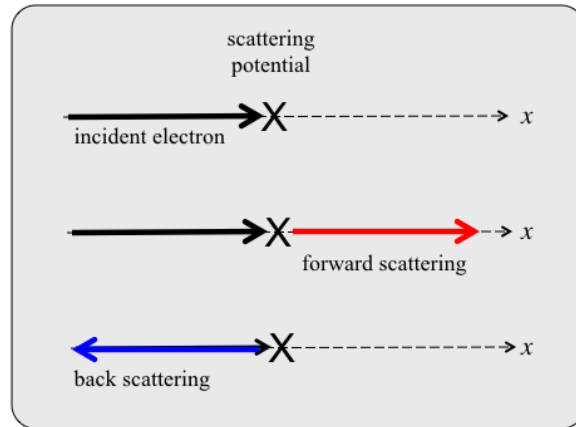 scattering
potential
X
x
incident electron
X
x
forward scattering
X
x
back scattering